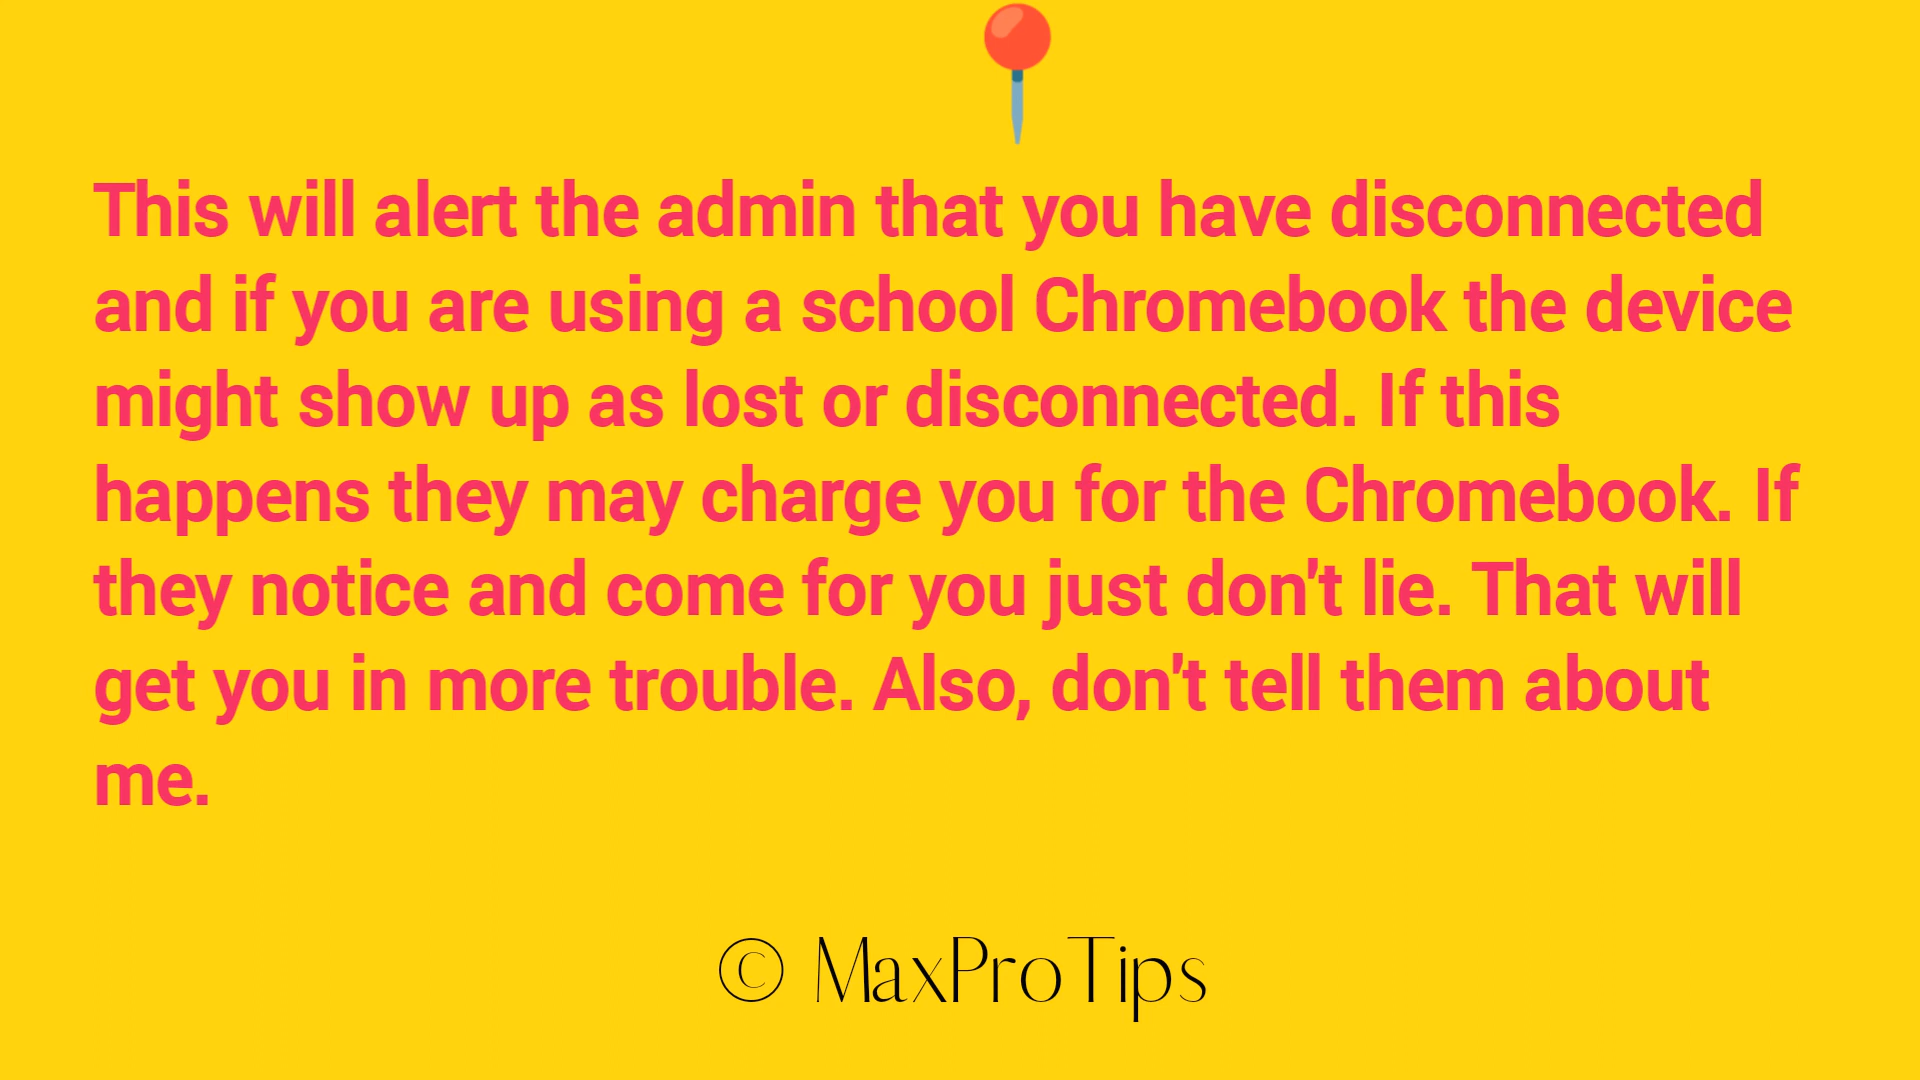 This will alert the admin that you have disconnected
and if you are using a school Chromebook the device
might show up as lost or disconnected. If this
happens they may charge you for the Chromebook. If
they notice and come for you just don't lie. That will
get you in more trouble. Also, don't tell them about
me.
© MaxProTips